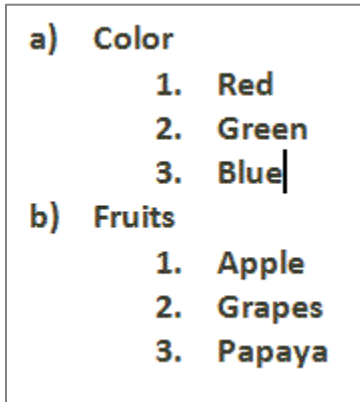 a) Color
1. Red
2. Green
3. Blue
b) Fruits
1. Apple
2. Grapes
3. Papaya